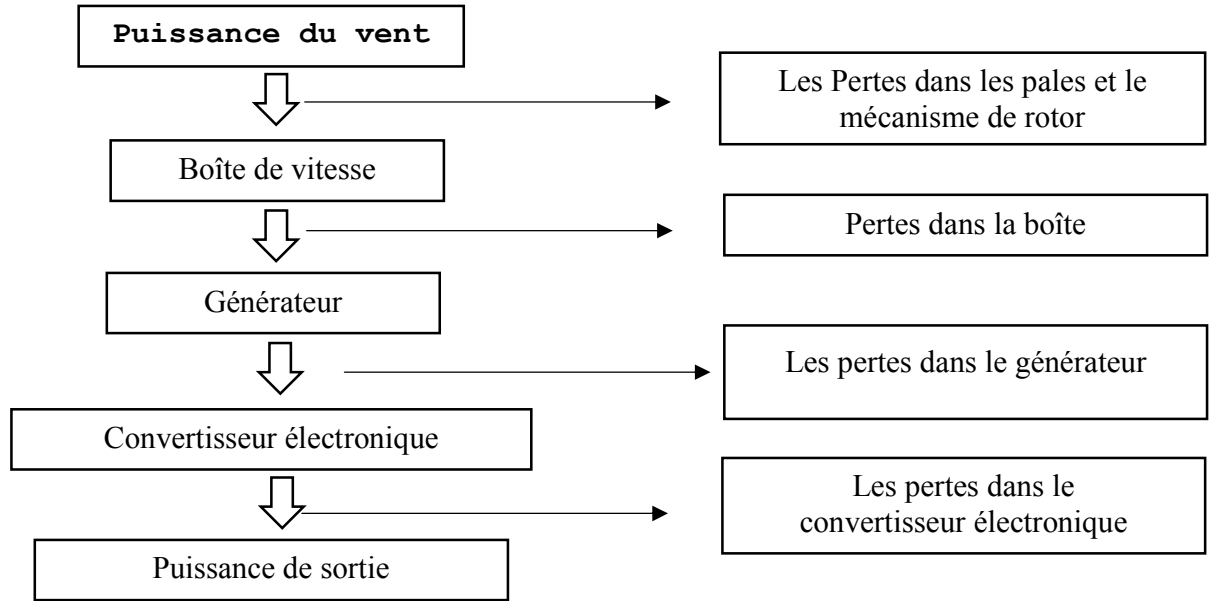 Puissance du vent
Les Pertes dans les pales et le
mécanisme de rotor
Boîte de vitesse
Pertes dans la boîte
Générateur
Les pertes dans le générateur
Convertisseur électronique
Les pertes dans le
convertisseur électronique
Puissance de sortie